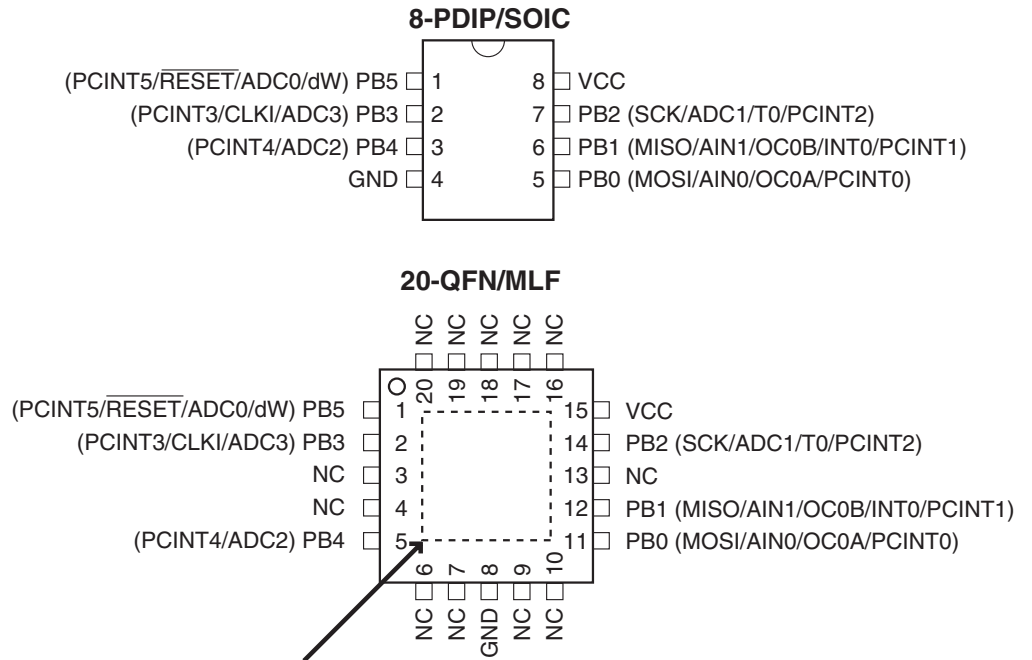 8-PDIP/SOIC
(PCINT5/RESET/ADC0/dW) PB5 1 8 VCC
(PCINT3/CLKI/ADC3) PB3 2 7 PB2 (SCK/ADC1/T0/PCINT2)
(PCINT4/ADC2) PB4 3 6 PB1 (MISO/AIN1/OC0B/INT0/PCINT1)
GND 4 5 PB0 (MOSI/AIN0/OC0A/PCINT0)
20-QFN/MLF
NC NC NC NC NC
20 19 18 17 16
(PCINT5/RESET/ADC0/dW) PB5 1 15 VCC
(PCINT3/CLKI/ADC3) PB3 2 14 PB2 (SCK/ADC1/T0/PCINT2)
NC 3 13 NC
NC 4 12 PB1 (MISO/AIN1/OC0B/INT0/PCINT1)
(PCINT4/ADC2) PB4 5 11 PB0 (MOSI/AIN0/OC0A/PCINT0)
6 7 8 9 10
NC NC GND NC NC